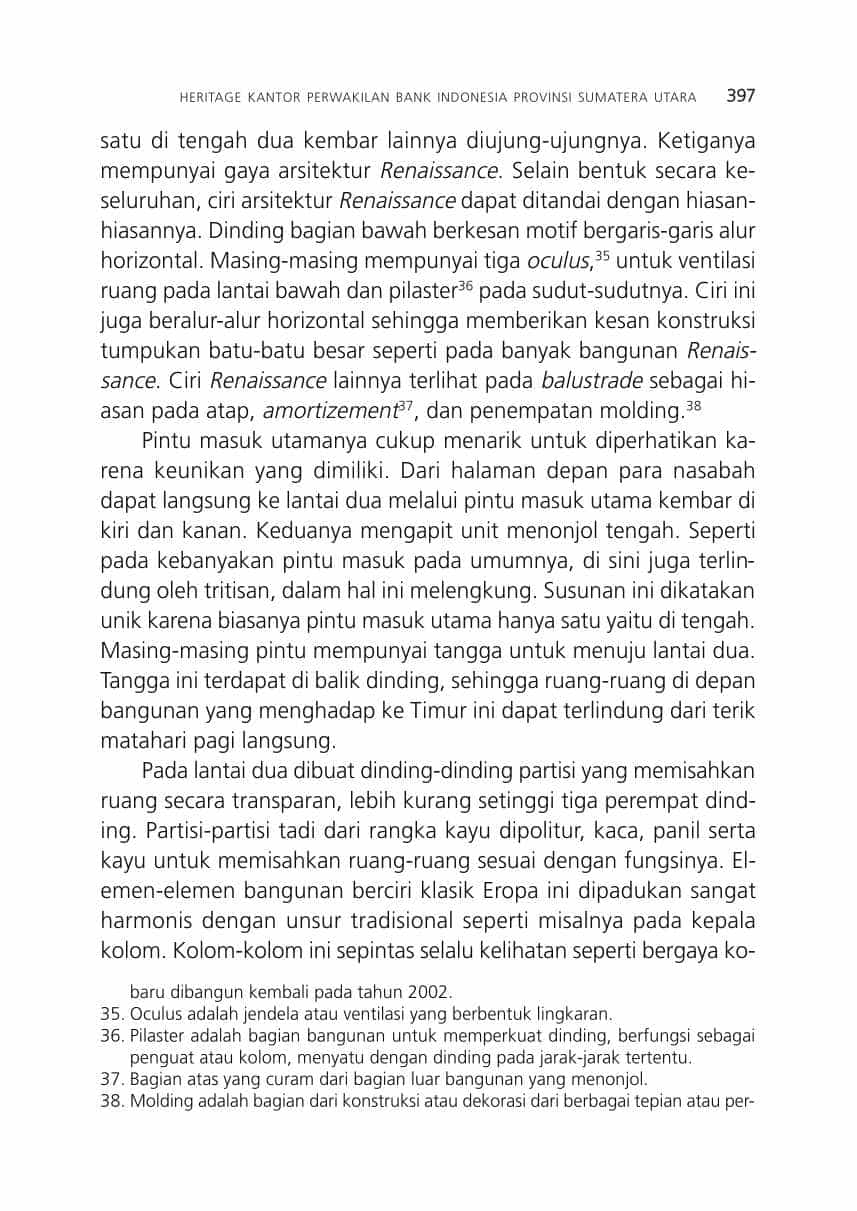 HERITAGE KANTOR PERWAKILAN BANK INDONESIA PROVINSI SUMATERA UTARA 397
satu di tengah dua kembar lainnya diujung-ujungnya. Ketiganya
mempunyai gaya arsitektur Renaissance. Selain bentuk secara ke-
seluruhan, ciri arsitektur Renaissance dapat ditandai dengan hiasan-
hiasannya. Dinding bagian bawah berkesan motif bergaris-garis alur
horizontal. Masing-masing mempunyai tiga oculus,35 untuk ventilasi
ruang pada lantai bawah dan pilaster36 pada sudut-sudutnya. Ciri ini
juga beralur-alur horizontal sehingga memberikan kesan konstruksi
tumpukan batu-batu besar seperti pada banyak bangunan Renais-
sance. Ciri Renaissance lainnya terlihat pada balustrade sebagai hi-
asan pada atap, amortizement37, dan penempatan molding.38
Pintu masuk utamanya cukup menarik untuk diperhatikan ka-
rena keunikan yang dimiliki. Dari halaman depan para nasabah
dapat langsung ke lantai dua melalui pintu masuk utama kembar di
kiri dan kanan. Keduanya mengapit unit menonjol tengah. Seperti
pada kebanyakan pintu masuk pada umumnya, di sini juga terlin-
dung oleh tritisan, dalam hal ini melengkung. Susunan ini dikatakan
unik karena biasanya pintu masuk utama hanya satu yaitu di tengah.
Masing-masing pintu mempunyai tangga untuk menuju lantai dua.
Tangga ini terdapat di balik dinding, sehingga ruang-ruang di depan
bangunan yang menghadap ke Timur ini dapat terlindung dari terik
matahari pagi langsung.
Pada lantai dua dibuat dinding-dinding partisi yang memisahkan
ruang secara transparan, lebih kurang setinggi tiga perempat dind-
ing. Partisi-partisi tadi dari rangka kayu dipolitur, kaca, panil serta
kayu untuk memisahkan ruang-ruang sesuai dengan fungsinya. El-
emen-elemen bangunan berciri klasik Eropa ini dipadukan sangat
harmonis dengan unsur tradisional seperti misalnya pada kepala
kolom. Kolom-kolom ini sepintas selalu kelihatan seperti bergaya ko-
baru dibangun kembali pada tahun 2002.
35. Oculus adalah jendela atau ventilasi yang berbentuk lingkaran.
36. Pilaster adalah bagian bangunan untuk memperkuat dinding, berfungsi sebagai
penguat atau kolom, menyatu dengan dinding pada jarak-jarak tertentu.
37. Bagian atas yang curam dari bagian luar bangunan yang menonjol.
38. Molding adalah bagian dari konstruksi atau dekorasi dari berbagai tepian atau per-